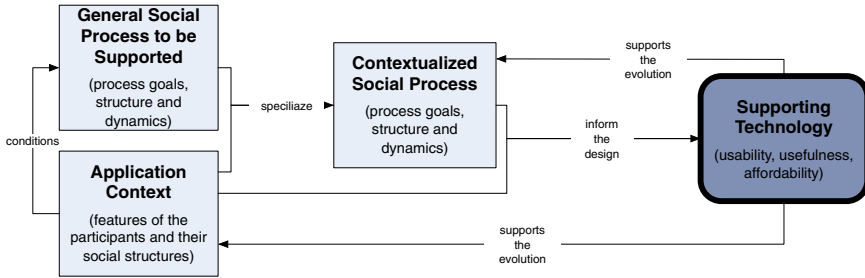 General Social
Process to be
Supported
(process goals,
structure and
dynamics)
conditions
Application
Context
(features of the
participants and their
social structures)
speciliaze
Contextualized
Social Process
(process goals,
structure and
dynamics)
supports
the
evolution
inform
the
design
Supporting
Technology
(usability, usefulness,
affordability)
supports
the
evolution